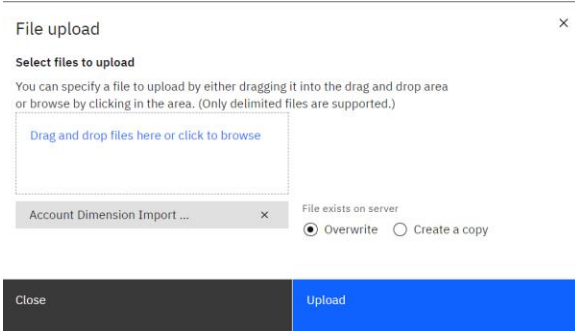 File upload
Select files to upload
You can specify a file to upload by either dragging it into the drag and drop area
or browse by clicking in the area. (Only delimited files are supported.)
Drag and drop files here or click to browse
Account Dimension Import ...
File exists on server
Overwrite
Create a copy
Close
Upload